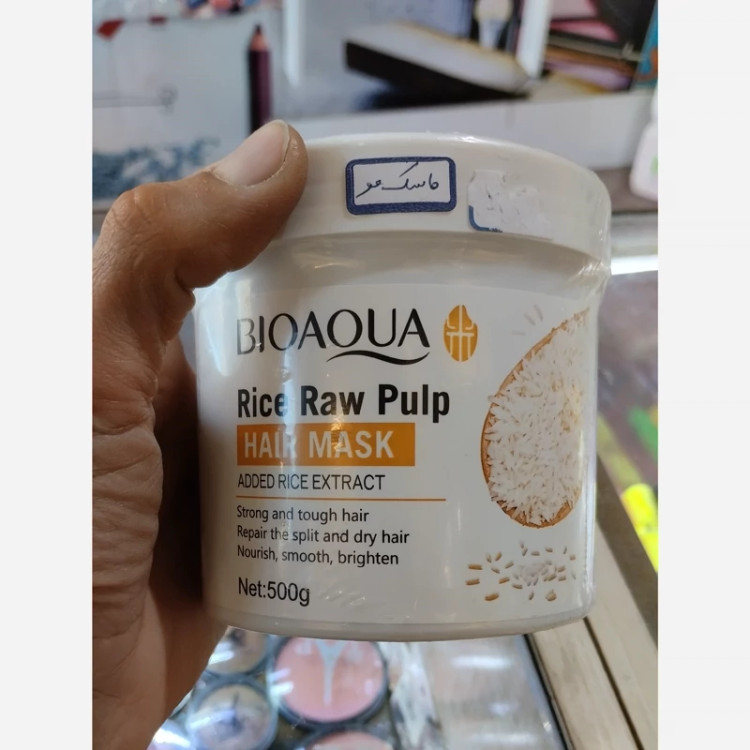 ماسک مو
BIOAQUA
Rice Raw Pulp
HAIR MASK
ADDED RICE EXTRACT
Strong and tough hair
Repair the split and dry hair
Nourish, smooth, brighten
Net:500g